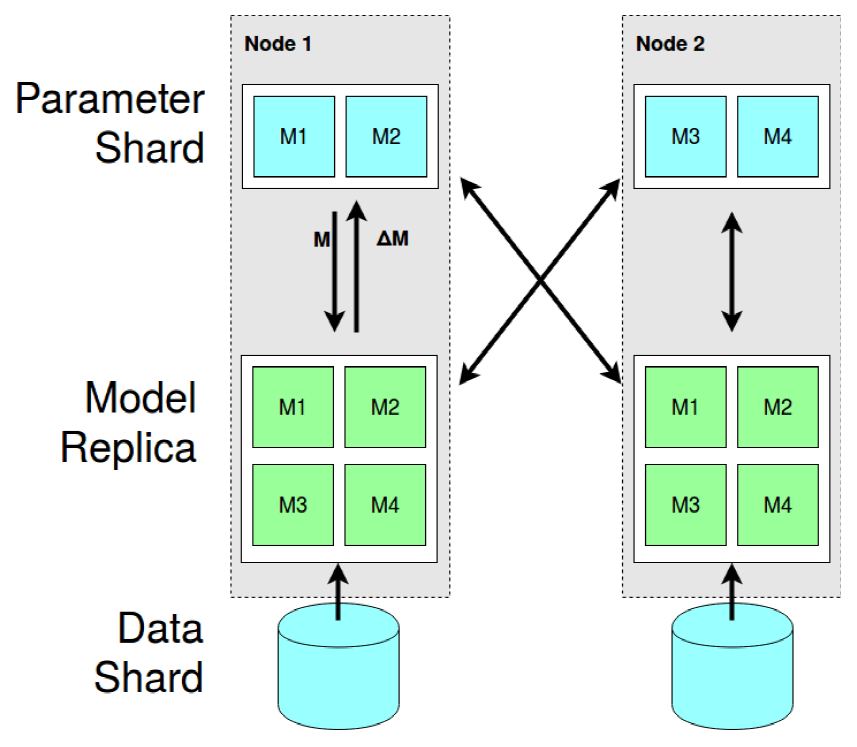 Node 1
Node 2
Parameter
Shard
M1
M2
M3
M4
M
ΔM
Model
Replica
M1
M2
M1
M2
M3
M4
M3
M4
Data
Shard